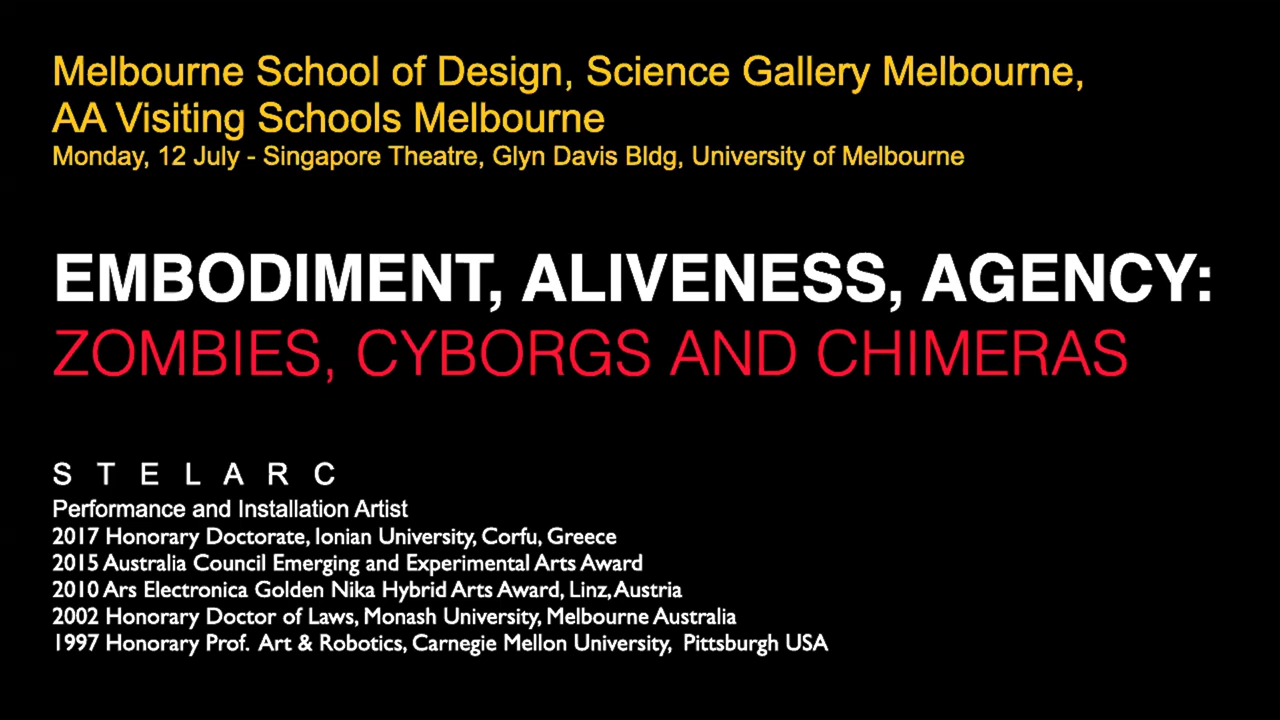 Melbourne School of Design, Science Gallery Melbourne,
AA Visiting Schools Melbourne
Monday, 12 July - Singapore Theatre, Glyn Davis Bldg, University of Melbourne
EMBODIMENT, ALIVENESS, AGENCY:
ZOMBIES, CYBORGS AND CHIMERAS
S T E L A R C
Performance and Installation Artist
2017 Honorary Doctorate, Ionian University, Corfu, Greece
2015 Australia Council Emerging and Experimental Arts Award
2010 Ars Electronica Golden Nika Hybrid Arts Award, Linz, Austria
2002 Honorary Doctor of Laws, Monash University, Melbourne Australia
1997 Honorary Prof. Art & Robotics, Carnegie Mellon University, Pittsburgh USA